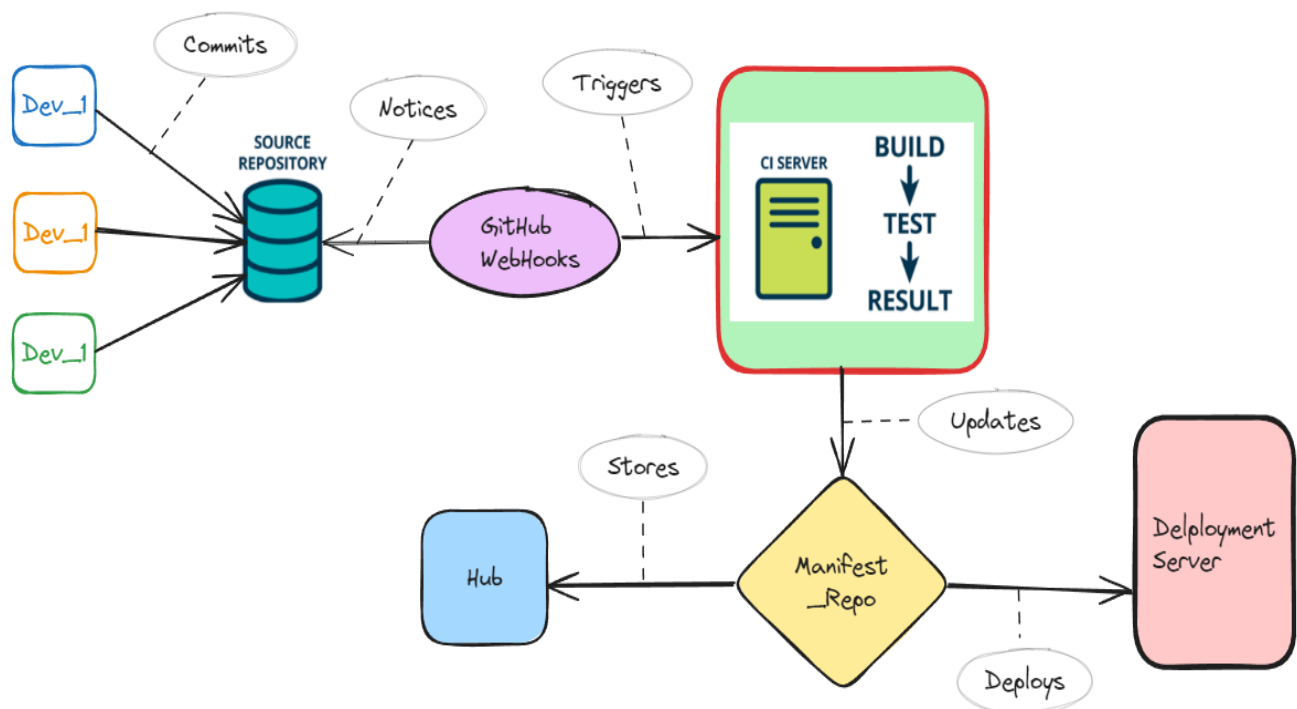 Commits
Dev_1
Notices
Triggers
SOURCE
REPOSITORY
Dev_1
GitHub
WebHooks
CI SERVER
BUILD
TEST
RESULT
Dev_1
Updates
Stores
Hub
Manifest
_Repo
Delployment
Server
Deploys